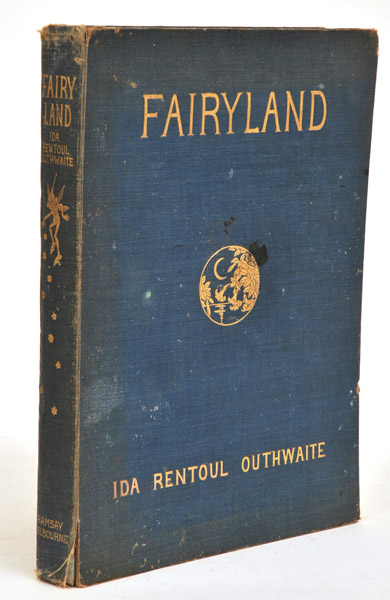 FAIRY
LAND
IDA
RENTOUL
OUTHWAITE
RAMSAY
MELBOURNE
FAIRYLAND
IDA RENTOUL OUTHWAITE